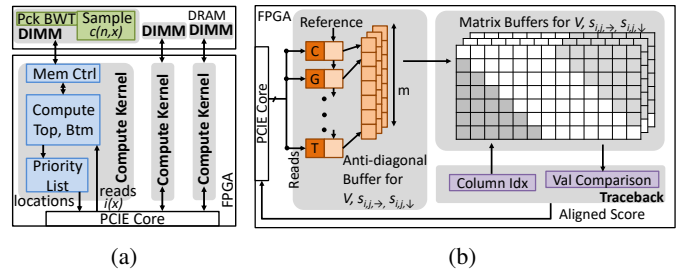 Pck BWT
Sample
c(n,x)
DRAM
DIMM
DIMM
DIMM
Mem Ctrl
Compute
Top, Btm
Priority
List
locations
reads
i(x)
Compute Kernel
Compute Kernel
Compute Kernel
FPGA
PCIE Core
(a)
FPGA
Reference
PCIE Core
Reads
C
G
T
m
Anti-diagonal
Buffer for
V, s_{i,j,→}, s_{i,j,↓}
Matrix Buffers for V, s_{i,j,→}, s_{i,j,↓}
Column Idx
Val Comparison
Traceback
Aligned Score
(b)